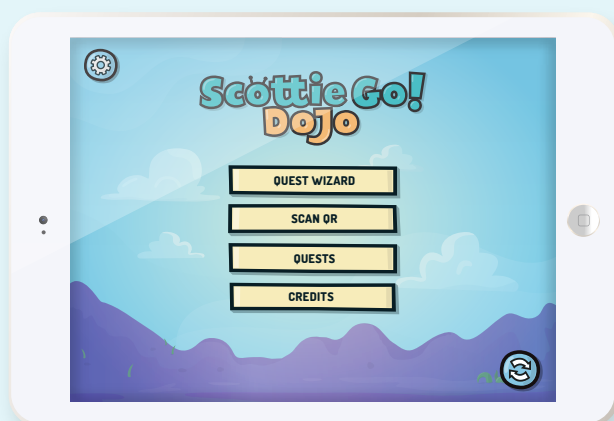 Scottie Go!
Dojo
QUEST WIZARD
SCAN QR
QUESTS
CREDITS